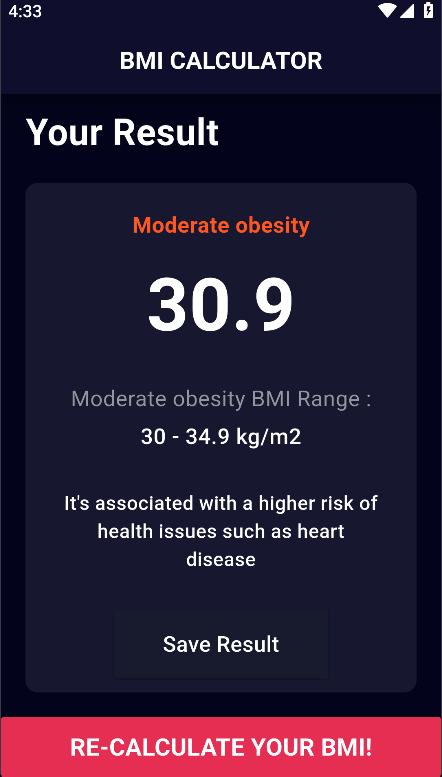 4:33
BMI CALCULATOR
Your Result
Moderate obesity
30.9
Moderate obesity BMI Range :
30 - 34.9 kg/m2
It's associated with a higher risk of
health issues such as heart
disease
Save Result
RE-CALCULATE YOUR BMI!